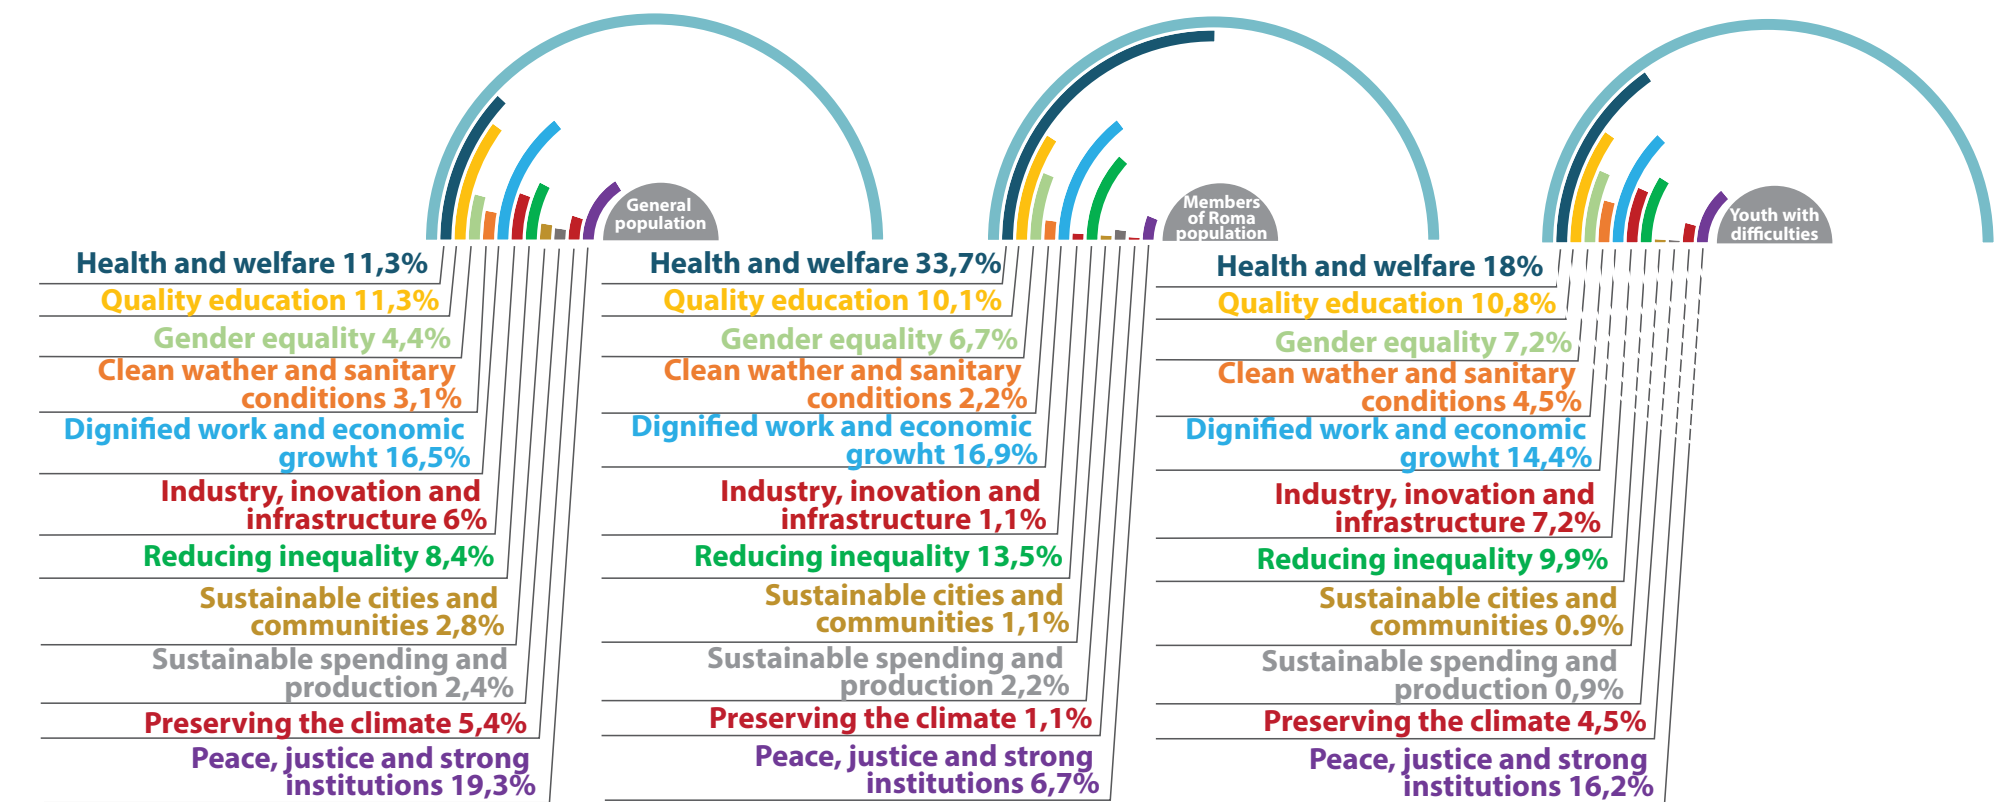 General
population
Health and welfare 11,3%
Quality education 11,3%
Gender equality 4,4%
Clean wather and sanitary
conditions 3,1%
Dignified work and economic
growht 16,5%
Industry, inovation and
infrastructure 6%
Reducing inequality 8,4%
Sustainable cities and
communities 2,8%
Sustainable spending and
production 2,4%
Preserving the climate 5,4%
Peace, justice and strong
institutions 19,3%
Members
of Roma
population
Health and welfare 33,7%
Quality education 10,1%
Gender equality 6,7%
Clean wather and sanitary
conditions 2,2%
Dignified work and economic
growht 16,9%
Industry, inovation and
infrastructure 1,1%
Reducing inequality 13,5%
Sustainable cities and
communities 1,1%
Sustainable spending and
production 2,2%
Preserving the climate 1,1%
Peace, justice and strong
institutions 6,7%
Youth with
difficulties
Health and welfare 18%
Quality education 10,8%
Gender equality 7,2%
Clean wather and sanitary
conditions 4,5%
Dignified work and economic
growht 14,4%
Industry, inovation and
infrastructure 7,2%
Reducing inequality 9,9%
Sustainable cities and
communities 0.9%
Sustainable spending and
production 0,9%
Preserving the climate 4,5%
Peace, justice and strong
institutions 16,2%